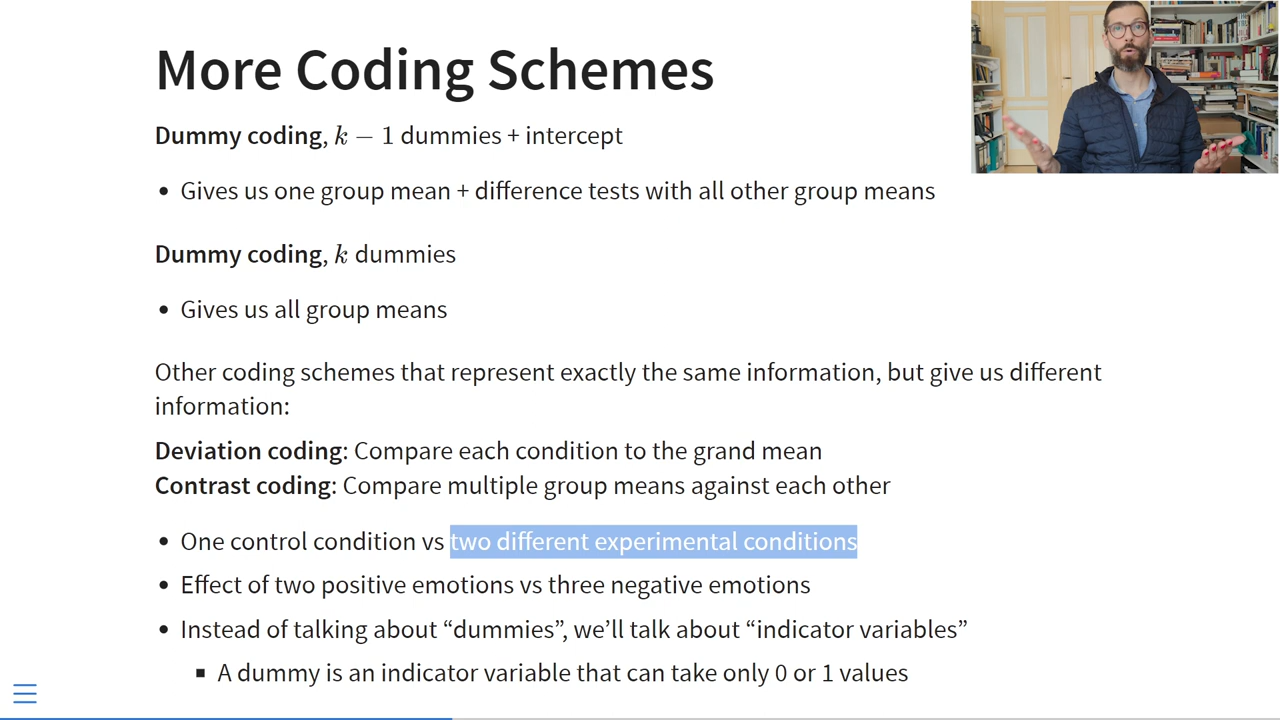 More Coding Schemes
Dummy coding, k − 1 dummies + intercept
• Gives us one group mean + difference tests with all other group means
Dummy coding, k dummies
• Gives us all group means
Other coding schemes that represent exactly the same information, but give us different
information:
Deviation coding: Compare each condition to the grand mean
Contrast coding: Compare multiple group means against each other
• One control condition vs two different experimental conditions
• Effect of two positive emotions vs three negative emotions
• Instead of talking about “dummies”, we’ll talk about “indicator variables”
▪ A dummy is an indicator variable that can take only 0 or 1 values